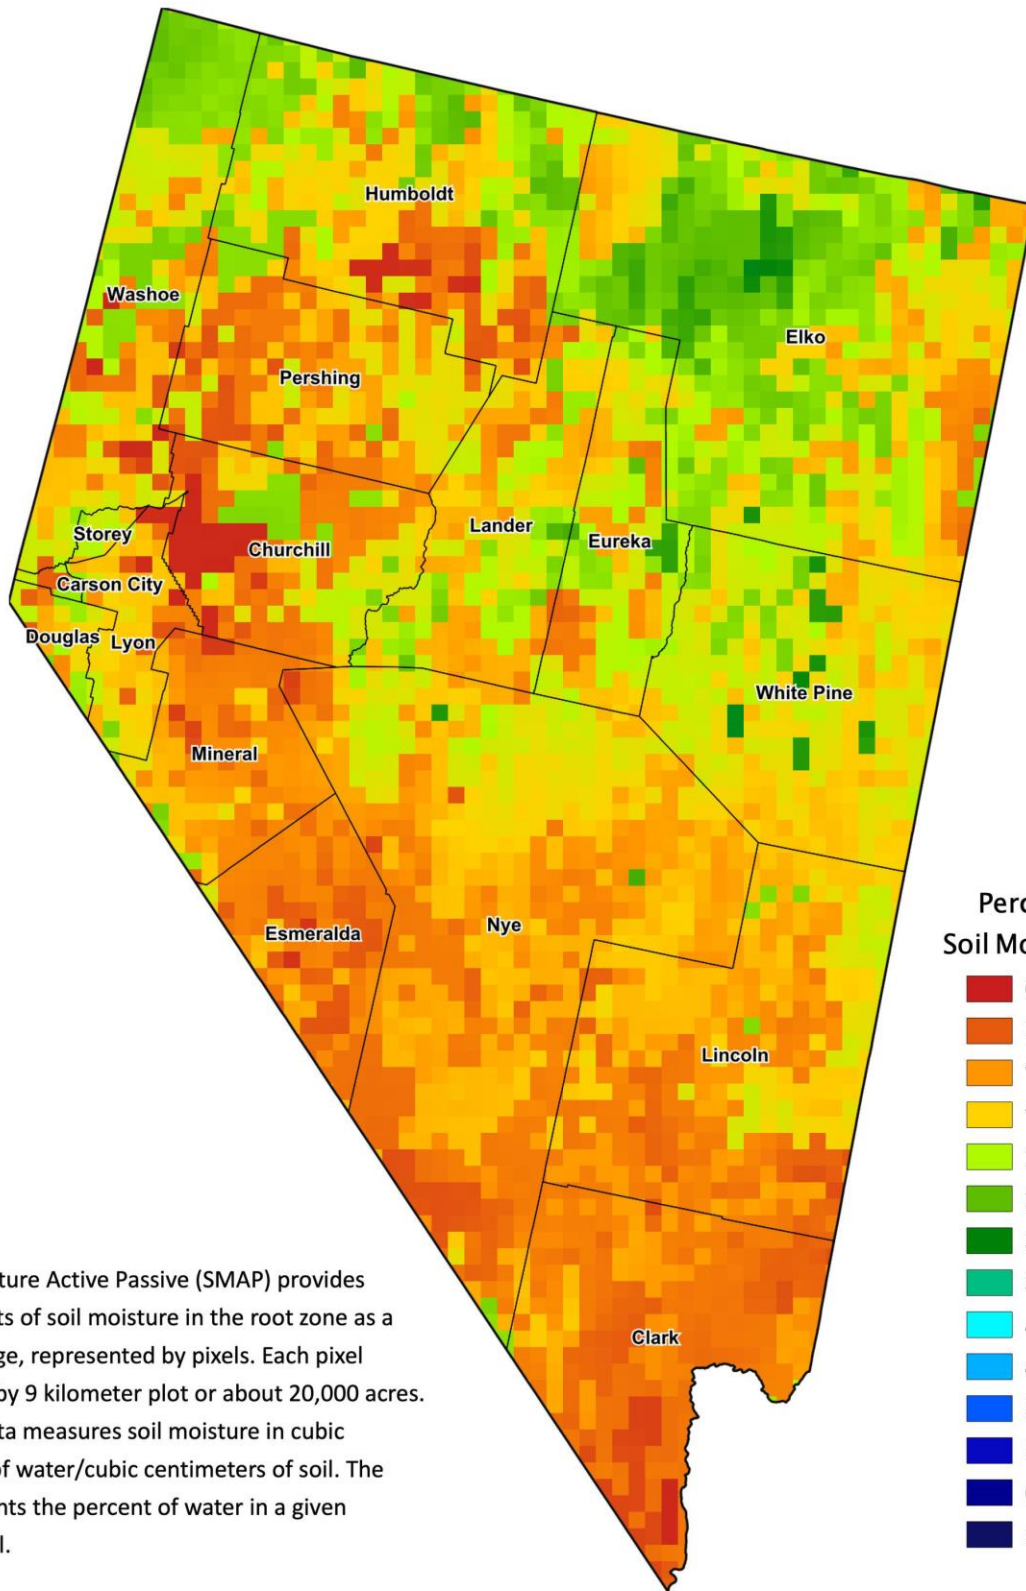 Humboldt
Washoe
Elko
Pershing
Storey
Churchill
Lander
Eureka
Carson City
Douglas
Lyon
White Pine
Mineral
Esmeralda
Nye
Lincoln
Clark
Perc
Soil Mo
ture Active Passive (SMAP) provides
ts of soil moisture in the root zone as a
ge, represented by pixels. Each pixel
by 9 kilometer plot or about 20,000 acres.
ta measures soil moisture in cubic
of water/cubic centimeters of soil. The
nts the percent of water in a given
l.